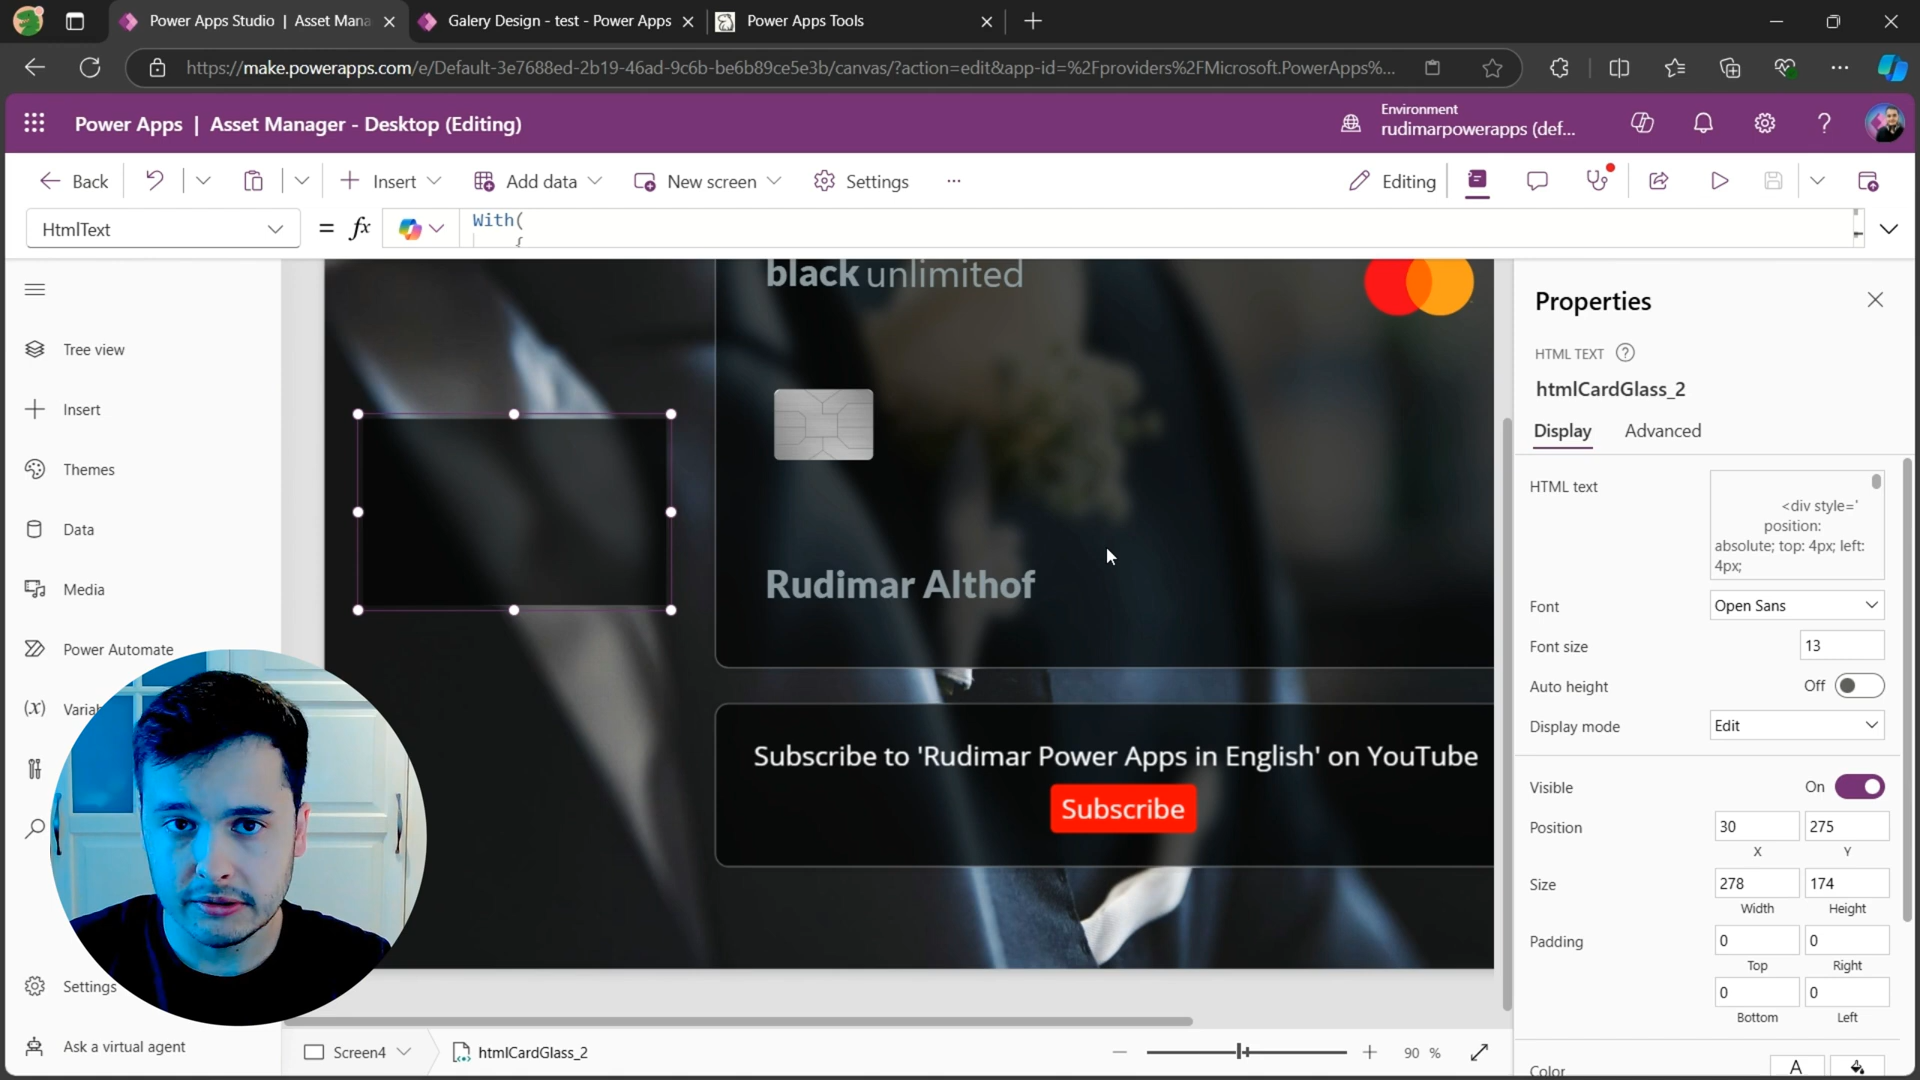 Power Apps Studio | Asset Mana
Galery Design - test - Power Apps
Power Apps Tools
https://make.powerapps.com/e/Default-3e7688ed-2b19-46ad-9c6b-be6b89ce5e3b/canvas/?action=edit&app-id=%2Fproviders%2FMicrosoft.PowerApps%...
Power Apps | Asset Manager - Desktop (Editing)
Environment
rudimarpowerapps (def...
Back
Insert
Add data
New screen
Settings
...
Editing
HtmlText
= fx
With(
{
Tree view
Insert
Themes
Data
Media
Power Automate
(x) Variab
Settings
Ask a virtual agent
black unlimited
Rudimar Althof
Subscribe to 'Rudimar Power Apps in English' on YouTube
Subscribe
Properties
HTML TEXT ?
htmlCardGlass_2
Display
Advanced
HTML text
<div style='
position:
absolute; top: 4px; left:
4px;
Font
Open Sans
Font size
13
Auto height
Off
Display mode
Edit
Visible
On
Position
30
275
X
Y
Size
278
174
Width
Height
Padding
0
0
Top
Right
0
0
Bottom
Left
Color
A
Screen4
htmlCardGlass_2
90 %